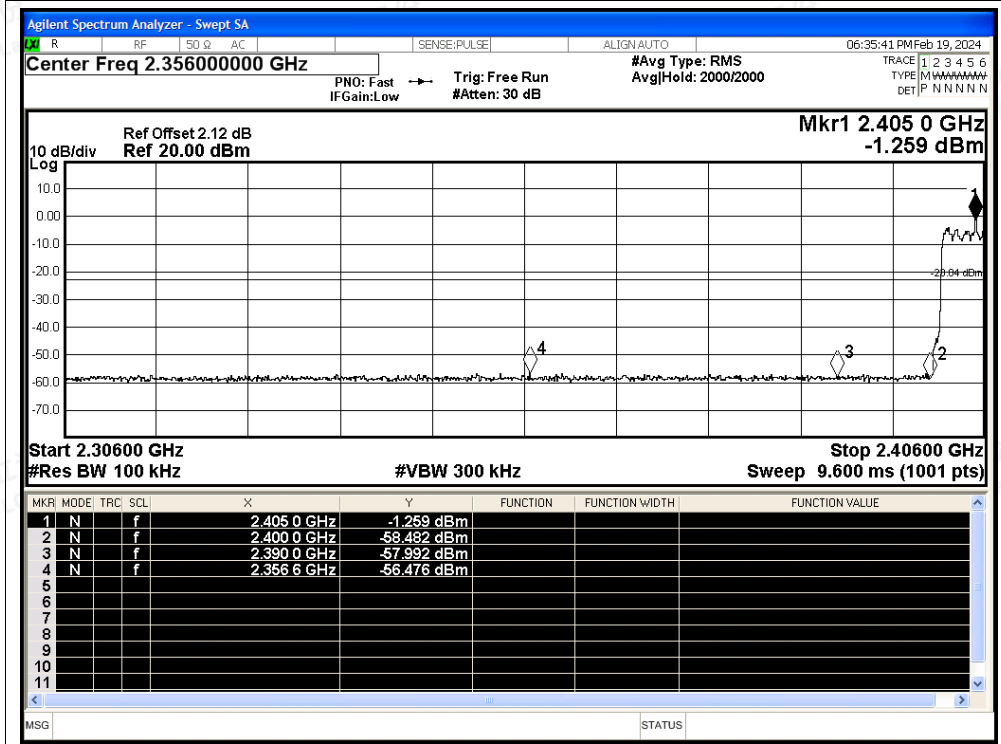 Agilent Spectrum Analyzer - Swept SA
LXI R RF 50 Ω AC SENSE:PULSE ALIGN AUTO 06:35:41 PM Feb 19, 2024
Center Freq 2.356000000 GHz
PNO: Fast
IFGain:Low
Trig: Free Run
#Atten: 30 dB
#Avg Type: RMS
Avg|Hold: 2000/2000
TRACE 1 2 3 4 5 6
TYPE M WWWWW
DET P N N N N N
Mkr1 2.405 0 GHz
-1.259 dBm
Ref Offset 2.12 dB
10 dB/div Ref 20.00 dBm
Log
10.0
0.00
-10.0
-20.0
-30.0
-40.0
-50.0
-60.0
-70.0
1
4
3
2
Start 2.30600 GHz Stop 2.40600 GHz
#Res BW 100 kHz #VBW 300 kHz Sweep 9.600 ms (1001 pts)
MKR MODE TRC SCL X Y FUNCTION FUNCTION WIDTH FUNCTION VALUE
1 N f 2.405 0 GHz -1.259 dBm
2 N f 2.400 0 GHz -58.482 dBm
3 N f 2.390 0 GHz -57.992 dBm
4 N f 2.356 6 GHz -56.476 dBm
5
6
7
8
9
10
11
MSG STATUS